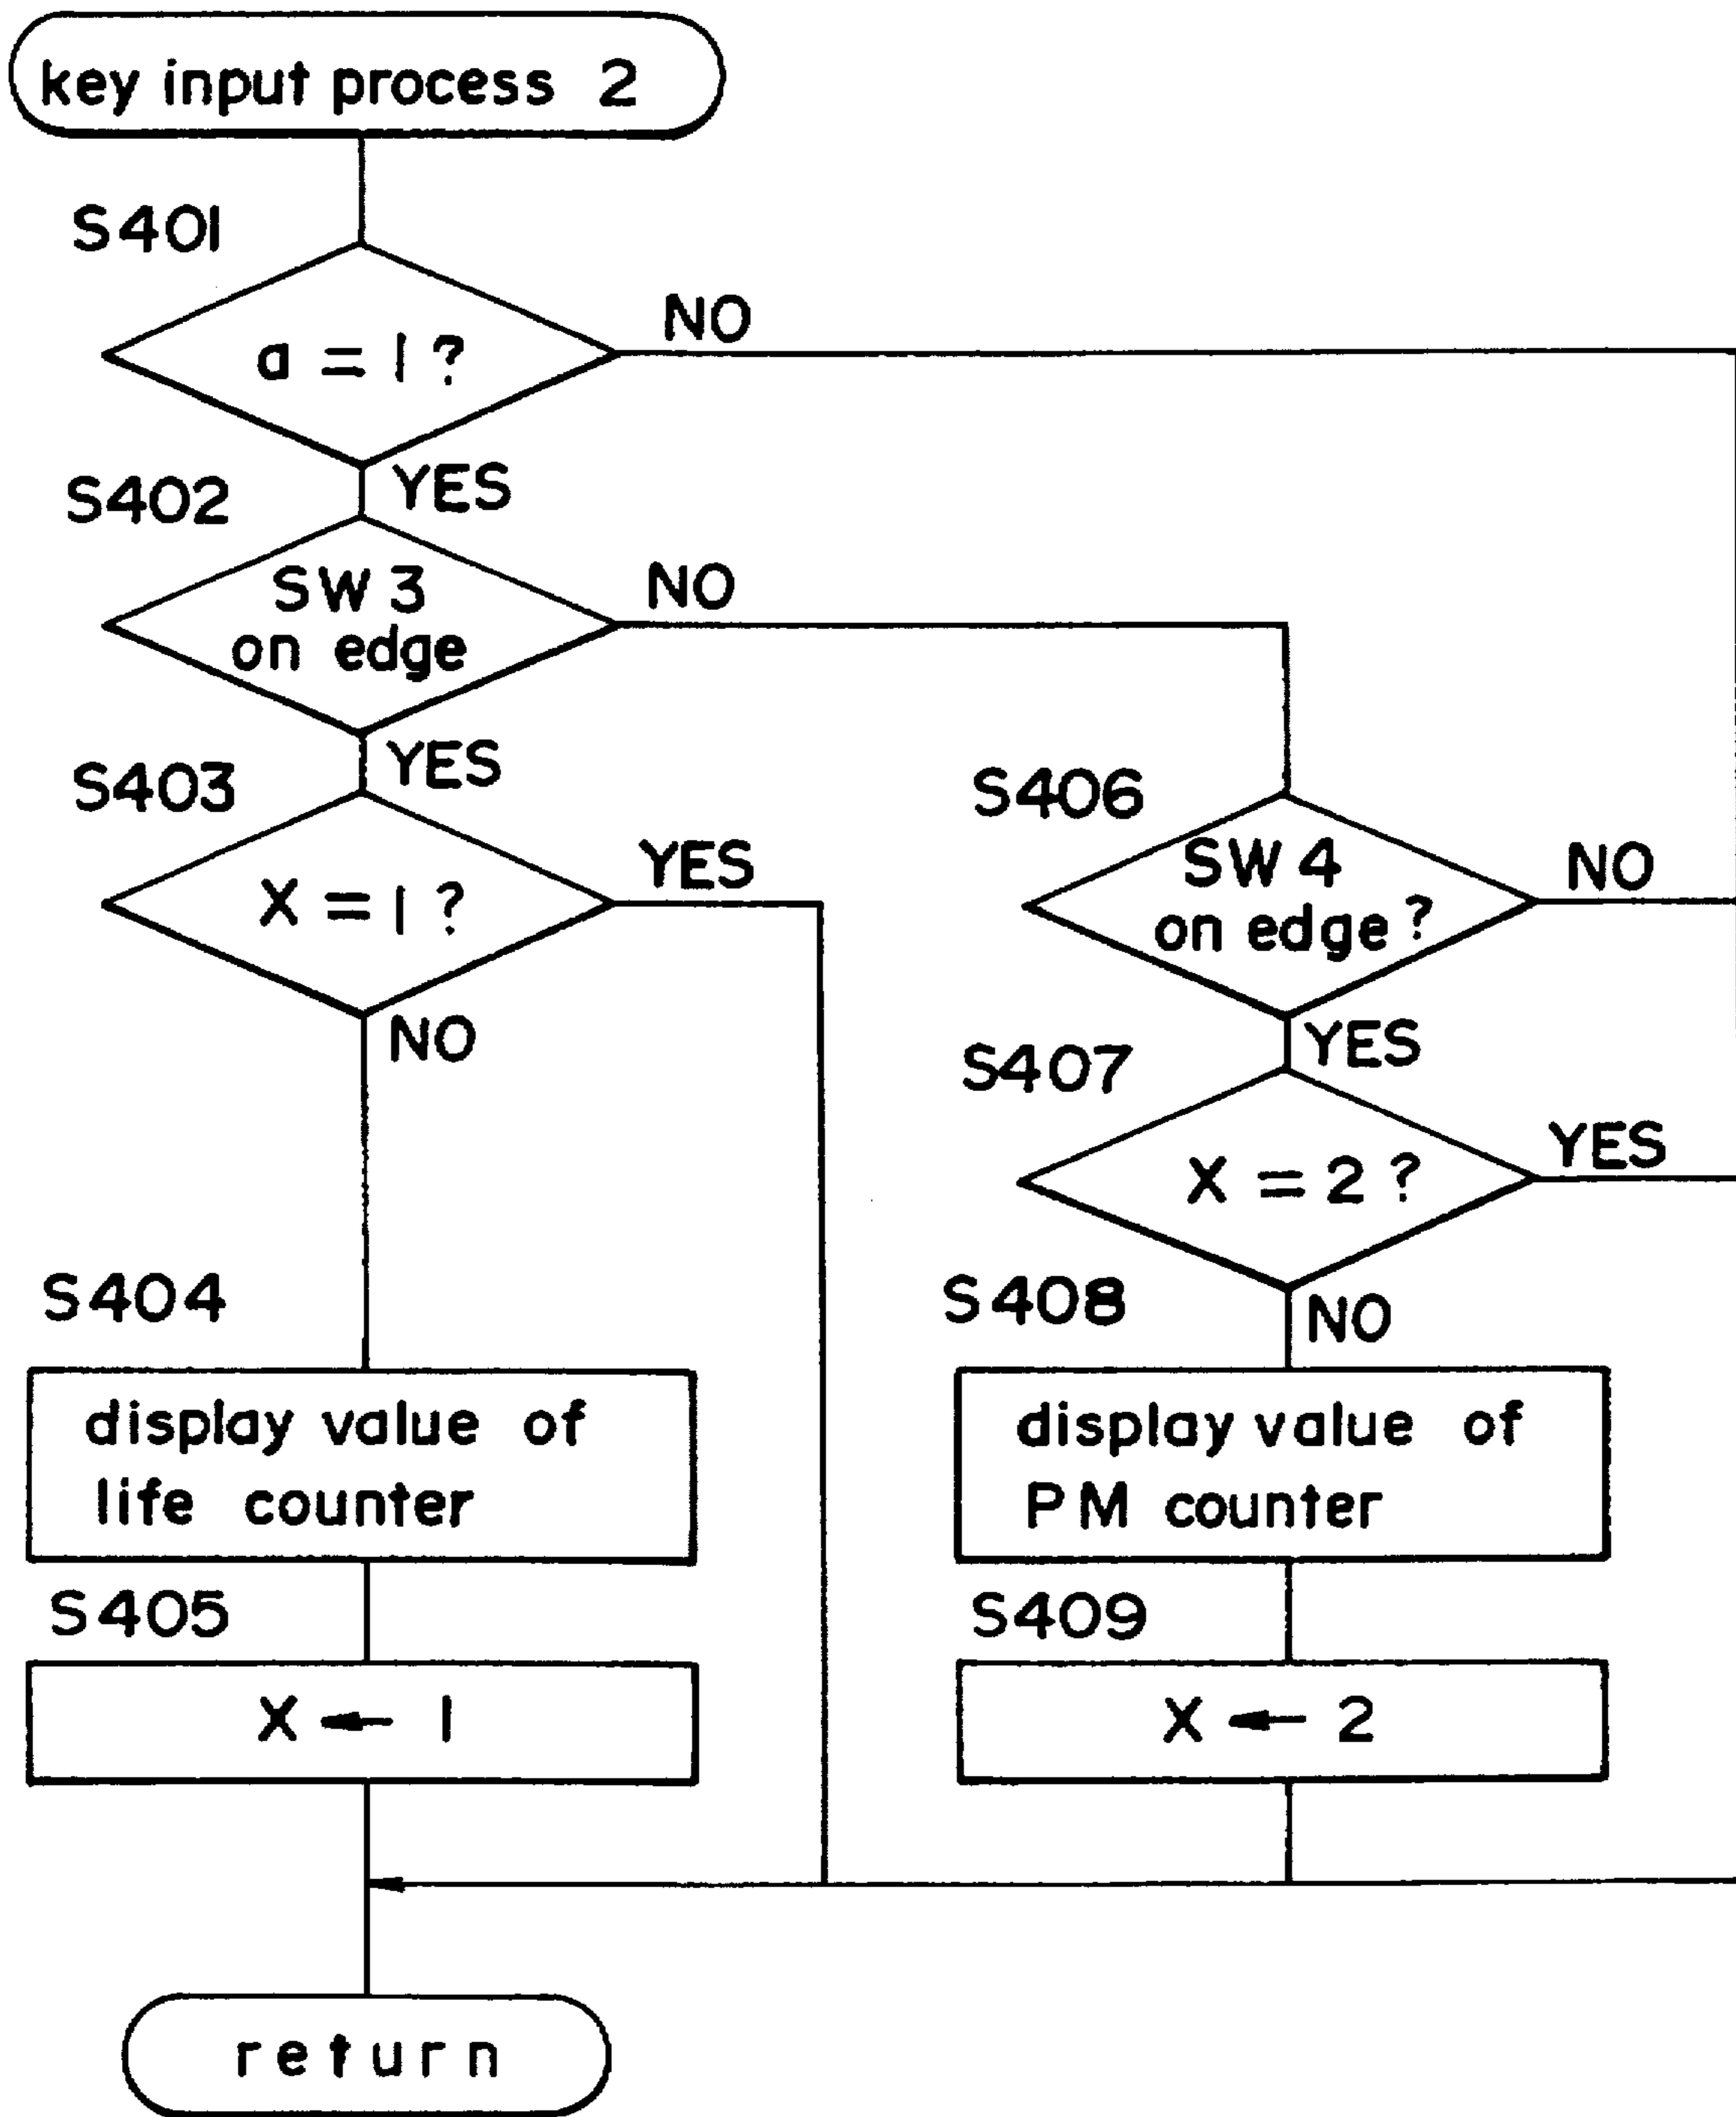 key input process 2
S401
a = 1 ?
NO
YES
S402
SW 3
on edge
NO
YES
S403
X = 1 ?
YES
NO
S404
display value of
life counter
S405
X ← 1
S406
SW 4
on edge ?
NO
YES
S407
X = 2 ?
YES
NO
S408
display value of
PM counter
S409
X ← 2
return